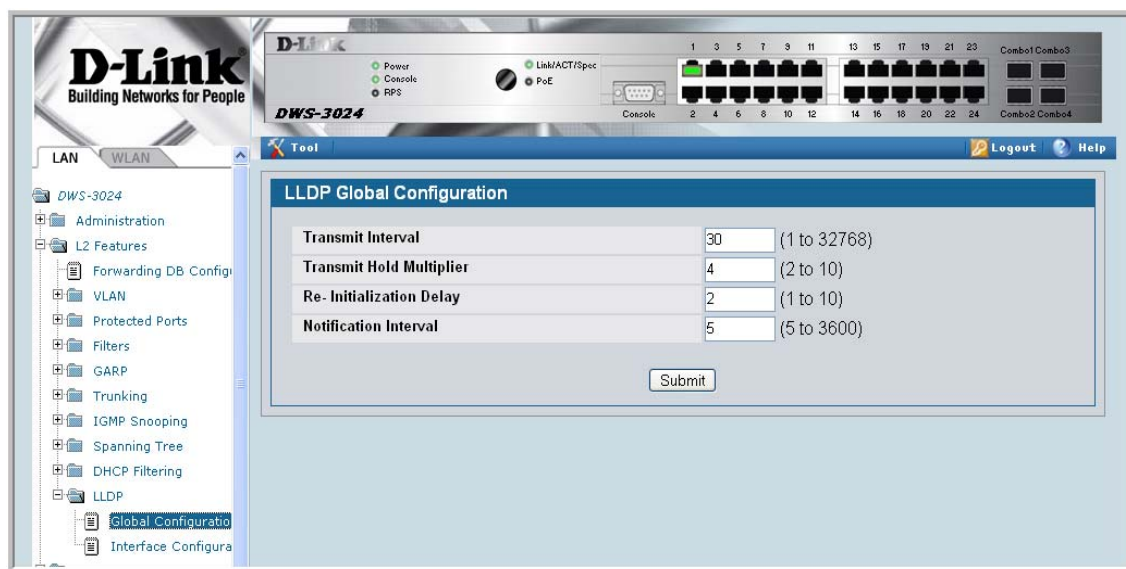 D-Link
Building Networks for People
D-Link
Power
Console
RPS
Link/ACT/Spec
PoE
DWS-3024
Console
1 3 5 7 9 11 13 15 17 19 21 23
2 4 6 8 10 12 14 16 18 20 22 24
Combo1 Combo3
Combo2 Combo4
LAN
WLAN
Tool
Logout
Help
DWS-3024
Administration
L2 Features
Forwarding DB Config
VLAN
Protected Ports
Filters
GARP
Trunking
IGMP Snooping
Spanning Tree
DHCP Filtering
LLDP
Global Configuratio
Interface Configura
LLDP Global Configuration
Transmit Interval 30 (1 to 32768)
Transmit Hold Multiplier 4 (2 to 10)
Re- Initialization Delay 2 (1 to 10)
Notification Interval 5 (5 to 3600)
Submit